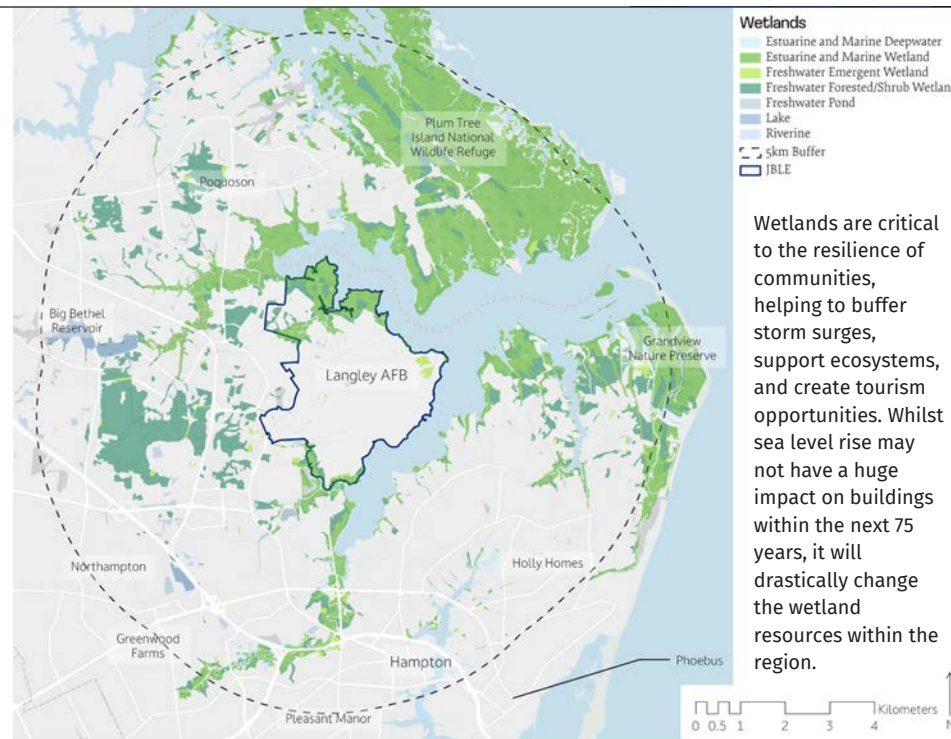 Wetlands
Estuarine and Marine Deepwater
Estuarine and Marine Wetland
Freshwater Emergent Wetland
Freshwater Forested/Shrub Wetlan
Freshwater Pond
Lake
Riverine
5km Buffer
JBLE
Plum Tree
Island National
Wildlife Refuge
Poquoson
Big Bethel
Reservoir
Grandview
Nature Preserve
Langley AFB
Northampton
Holly Homes
Greenwood
Farms
Hampton
Phoebus
Pleasant Manor
Wetlands are critical
to the resilience of
communities,
helping to buffer
storm surges,
support ecosystems,
and create tourism
opportunities. Whilst
sea level rise may
not have a huge
impact on buildings
within the next 75
years, it will
drastically change
the wetland
resources within the
region.
Kilometers
0 0.5 1 2 3 4
N